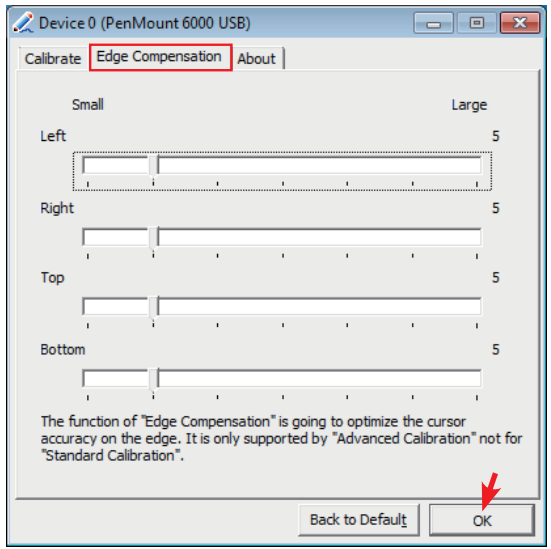 Device 0 (PenMount 6000 USB)
Calibrate Edge Compensation About
Small Large
Left 5
Right 5
Top 5
Bottom 5
The function of "Edge Compensation" is going to optimize the cursor
accuracy on the edge. It is only supported by "Advanced Calibration" not for
"Standard Calibration".
Back to Default OK